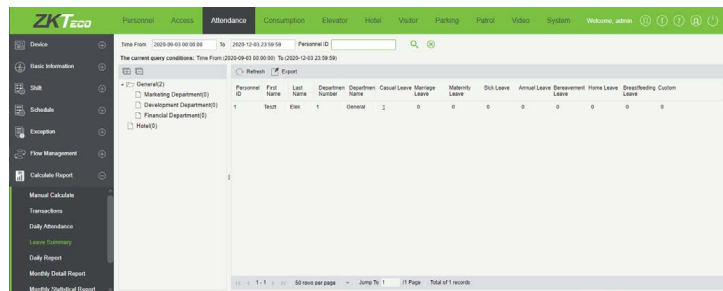 ZKTeco
Personnel Access Attendance Consumption Elevator Hotel Visitor Parking Patrol Video System Welcome, admin
Device
Basic Information
Shift
Schedule
Exception
Flow Management
Calculate Report
Manual Calculate
Transactions
Daily Attendance
Leave Summary
Daily Report
Monthly Detail Report
Monthly Statistical Report
Time From 2020-09-03 00:00:00 To 2020-12-03 23:59:59 Personnel ID
The current query conditions: Time From:(2020-09-03 00:00:00) To:(2020-12-03 23:59:59)
General(2)
Marketing Department(0)
Development Department(0)
Financial Department(0)
Hotel(0)
Refresh Export
Personnel ID First Name Last Name Departmen Number Departmen Name Casual Leave Marriage Leave Maternity Leave Sick Leave Annual Leave Bereavement Leave Home Leave Breastfeeding Leave Custom
1 General 1 0 0 0 0 0 0 0 0
1-1 50 rows per page Jump To 1 /1 Page Total of 1 records